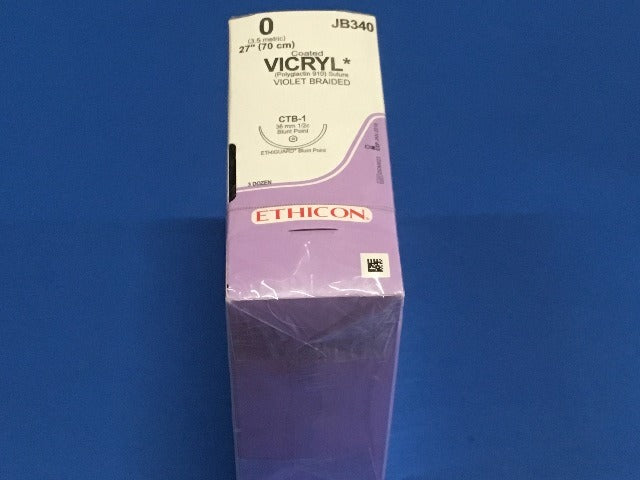 0 JB340
(3.5 metric)
27" (70 cm)
Coated
VICRYL*
(Polyglactin 910) Suture
VIOLET BRAIDED
CTB-1
36 mm 1/2c
Blunt Point
ETHIGUARD* Blunt Point
3 DOZEN
ETHICON